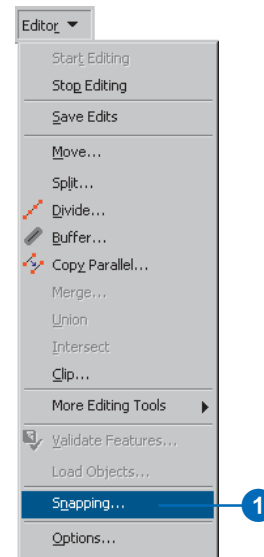 Editor
Start Editing
Stop Editing
Save Edits
Move...
Split...
Divide...
Buffer...
Copy Parallel...
Merge...
Union
Intersect
Clip...
More Editing Tools
Validate Features...
Load Objects...
Snapping...
1
Options...